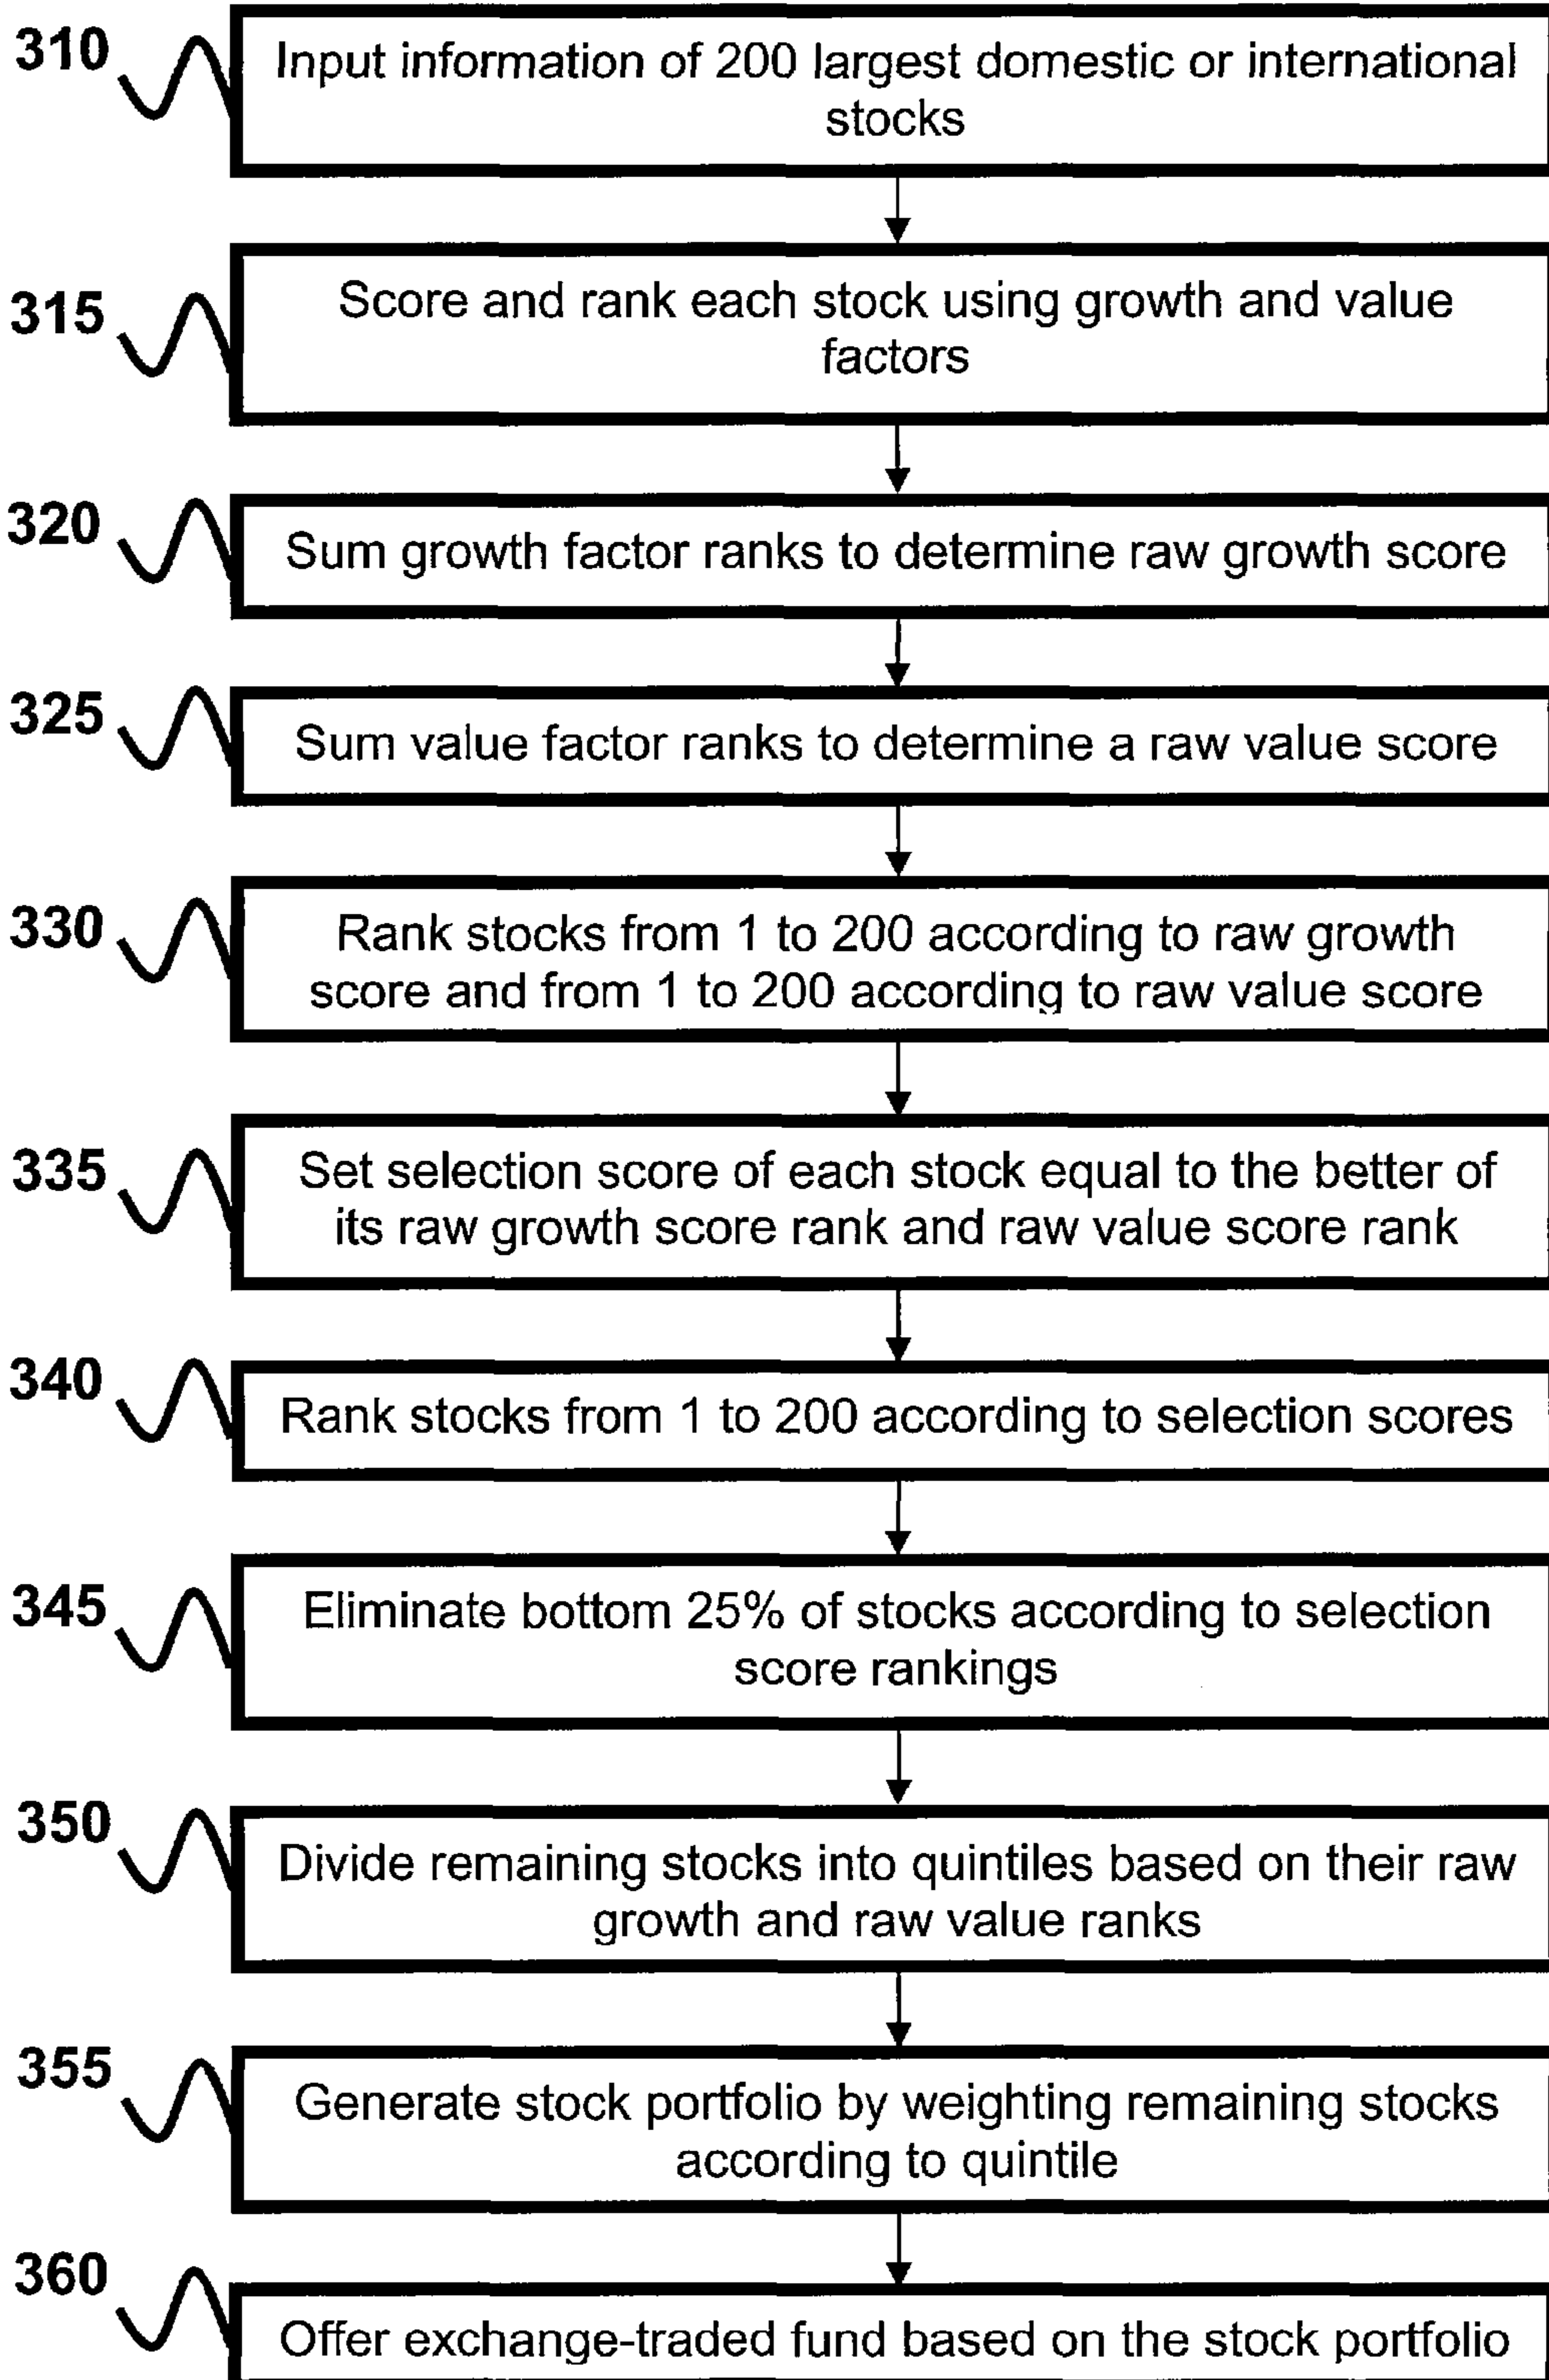 310
Input information of 200 largest domestic or international
stocks
315
Score and rank each stock using growth and value
factors
320
Sum growth factor ranks to determine raw growth score
325
Sum value factor ranks to determine a raw value score
330
Rank stocks from 1 to 200 according to raw growth
score and from 1 to 200 according to raw value score
335
Set selection score of each stock equal to the better of
its raw growth score rank and raw value score rank
340
Rank stocks from 1 to 200 according to selection scores
345
Eliminate bottom 25% of stocks according to selection
score rankings
350
Divide remaining stocks into quintiles based on their raw
growth and raw value ranks
355
Generate stock portfolio by weighting remaining stocks
according to quintile
360
Offer exchange-traded fund based on the stock portfolio